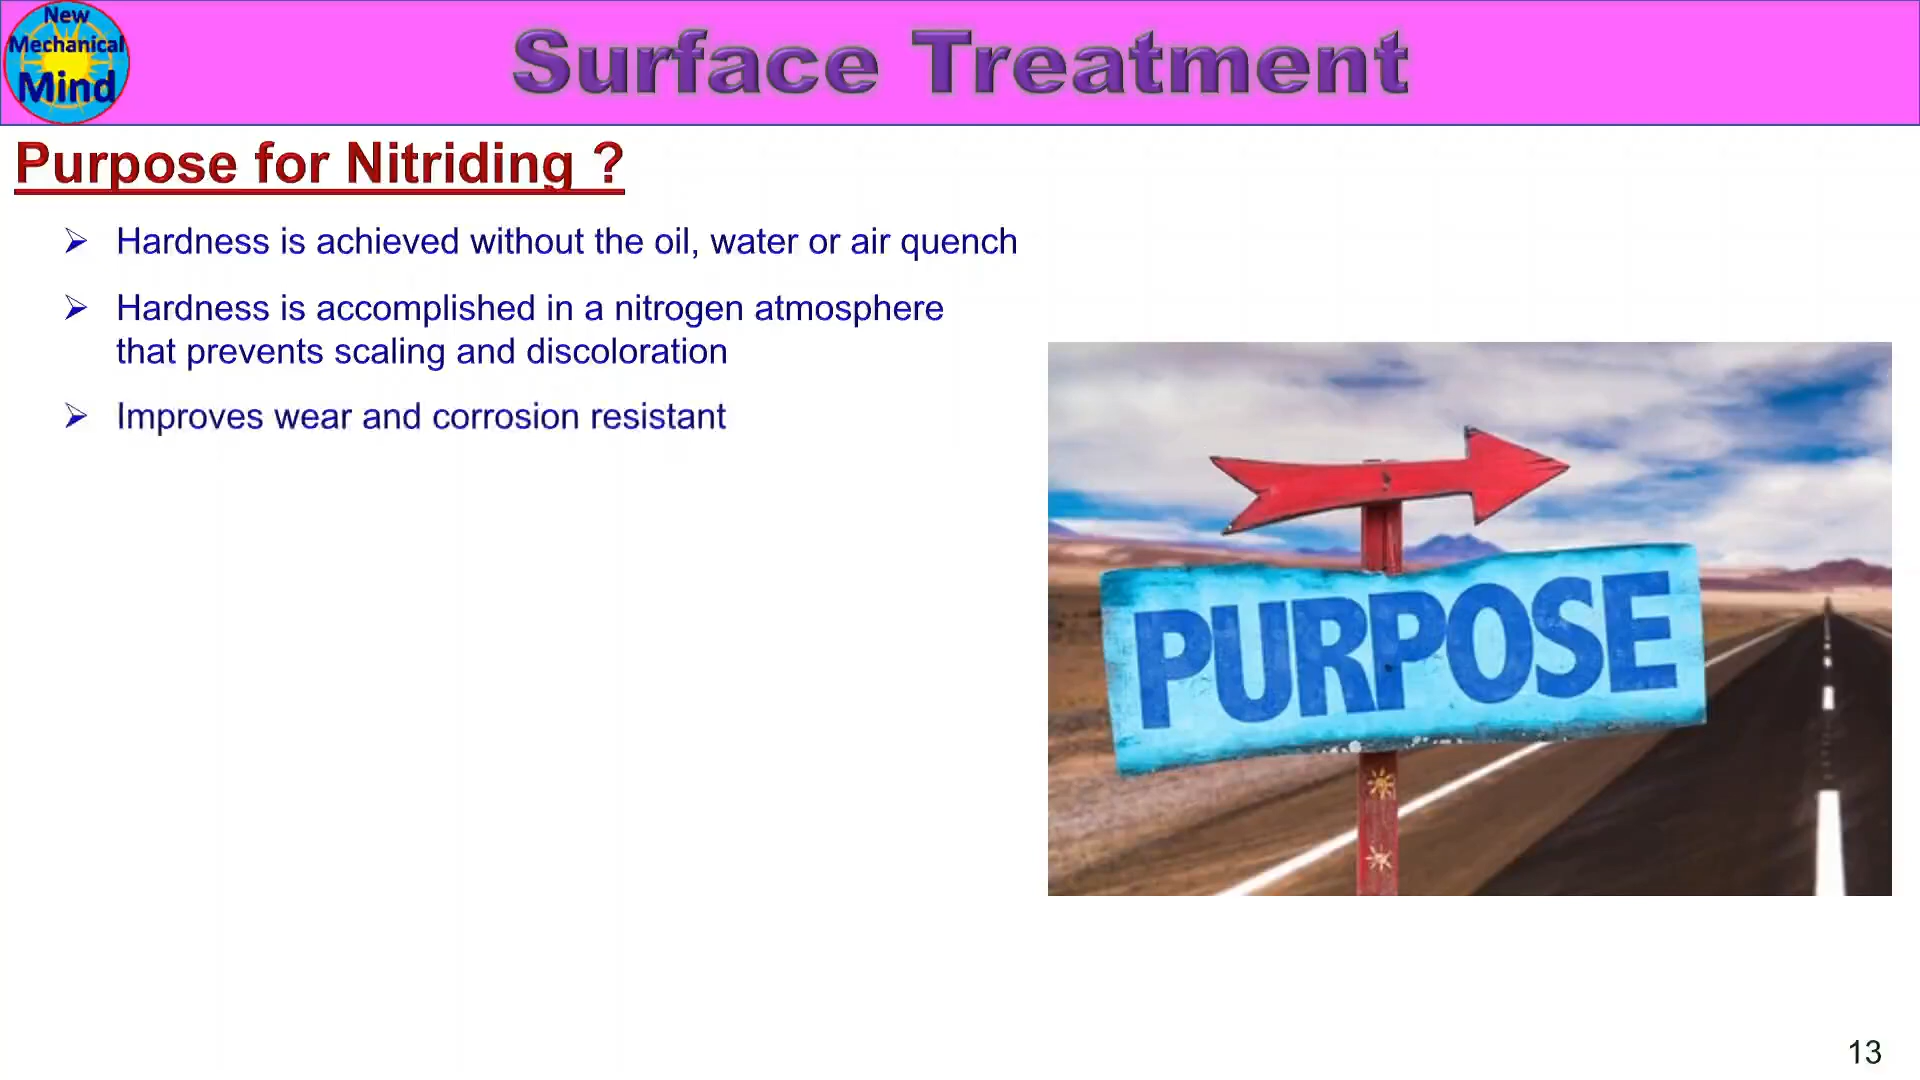 New
Mechanical
Mind
Surface Treatment
Purpose for Nitriding ?
Hardness is achieved without the oil, water or air quench
Hardness is accomplished in a nitrogen atmosphere
that prevents scaling and discoloration
Improves wear and corrosion resistant
PURPOSE
13